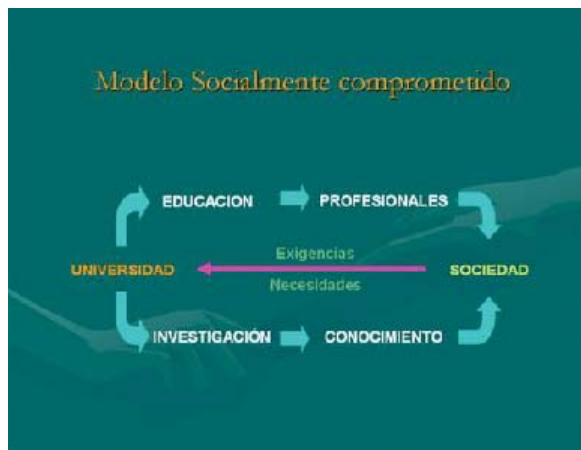 Modelo Socialmente comprometido
EDUCACION PROFESIONALES
Exigencias
UNIVERSIDAD SOCIEDAD
Necesidades
INVESTIGACIÓN CONOCIMIENTO